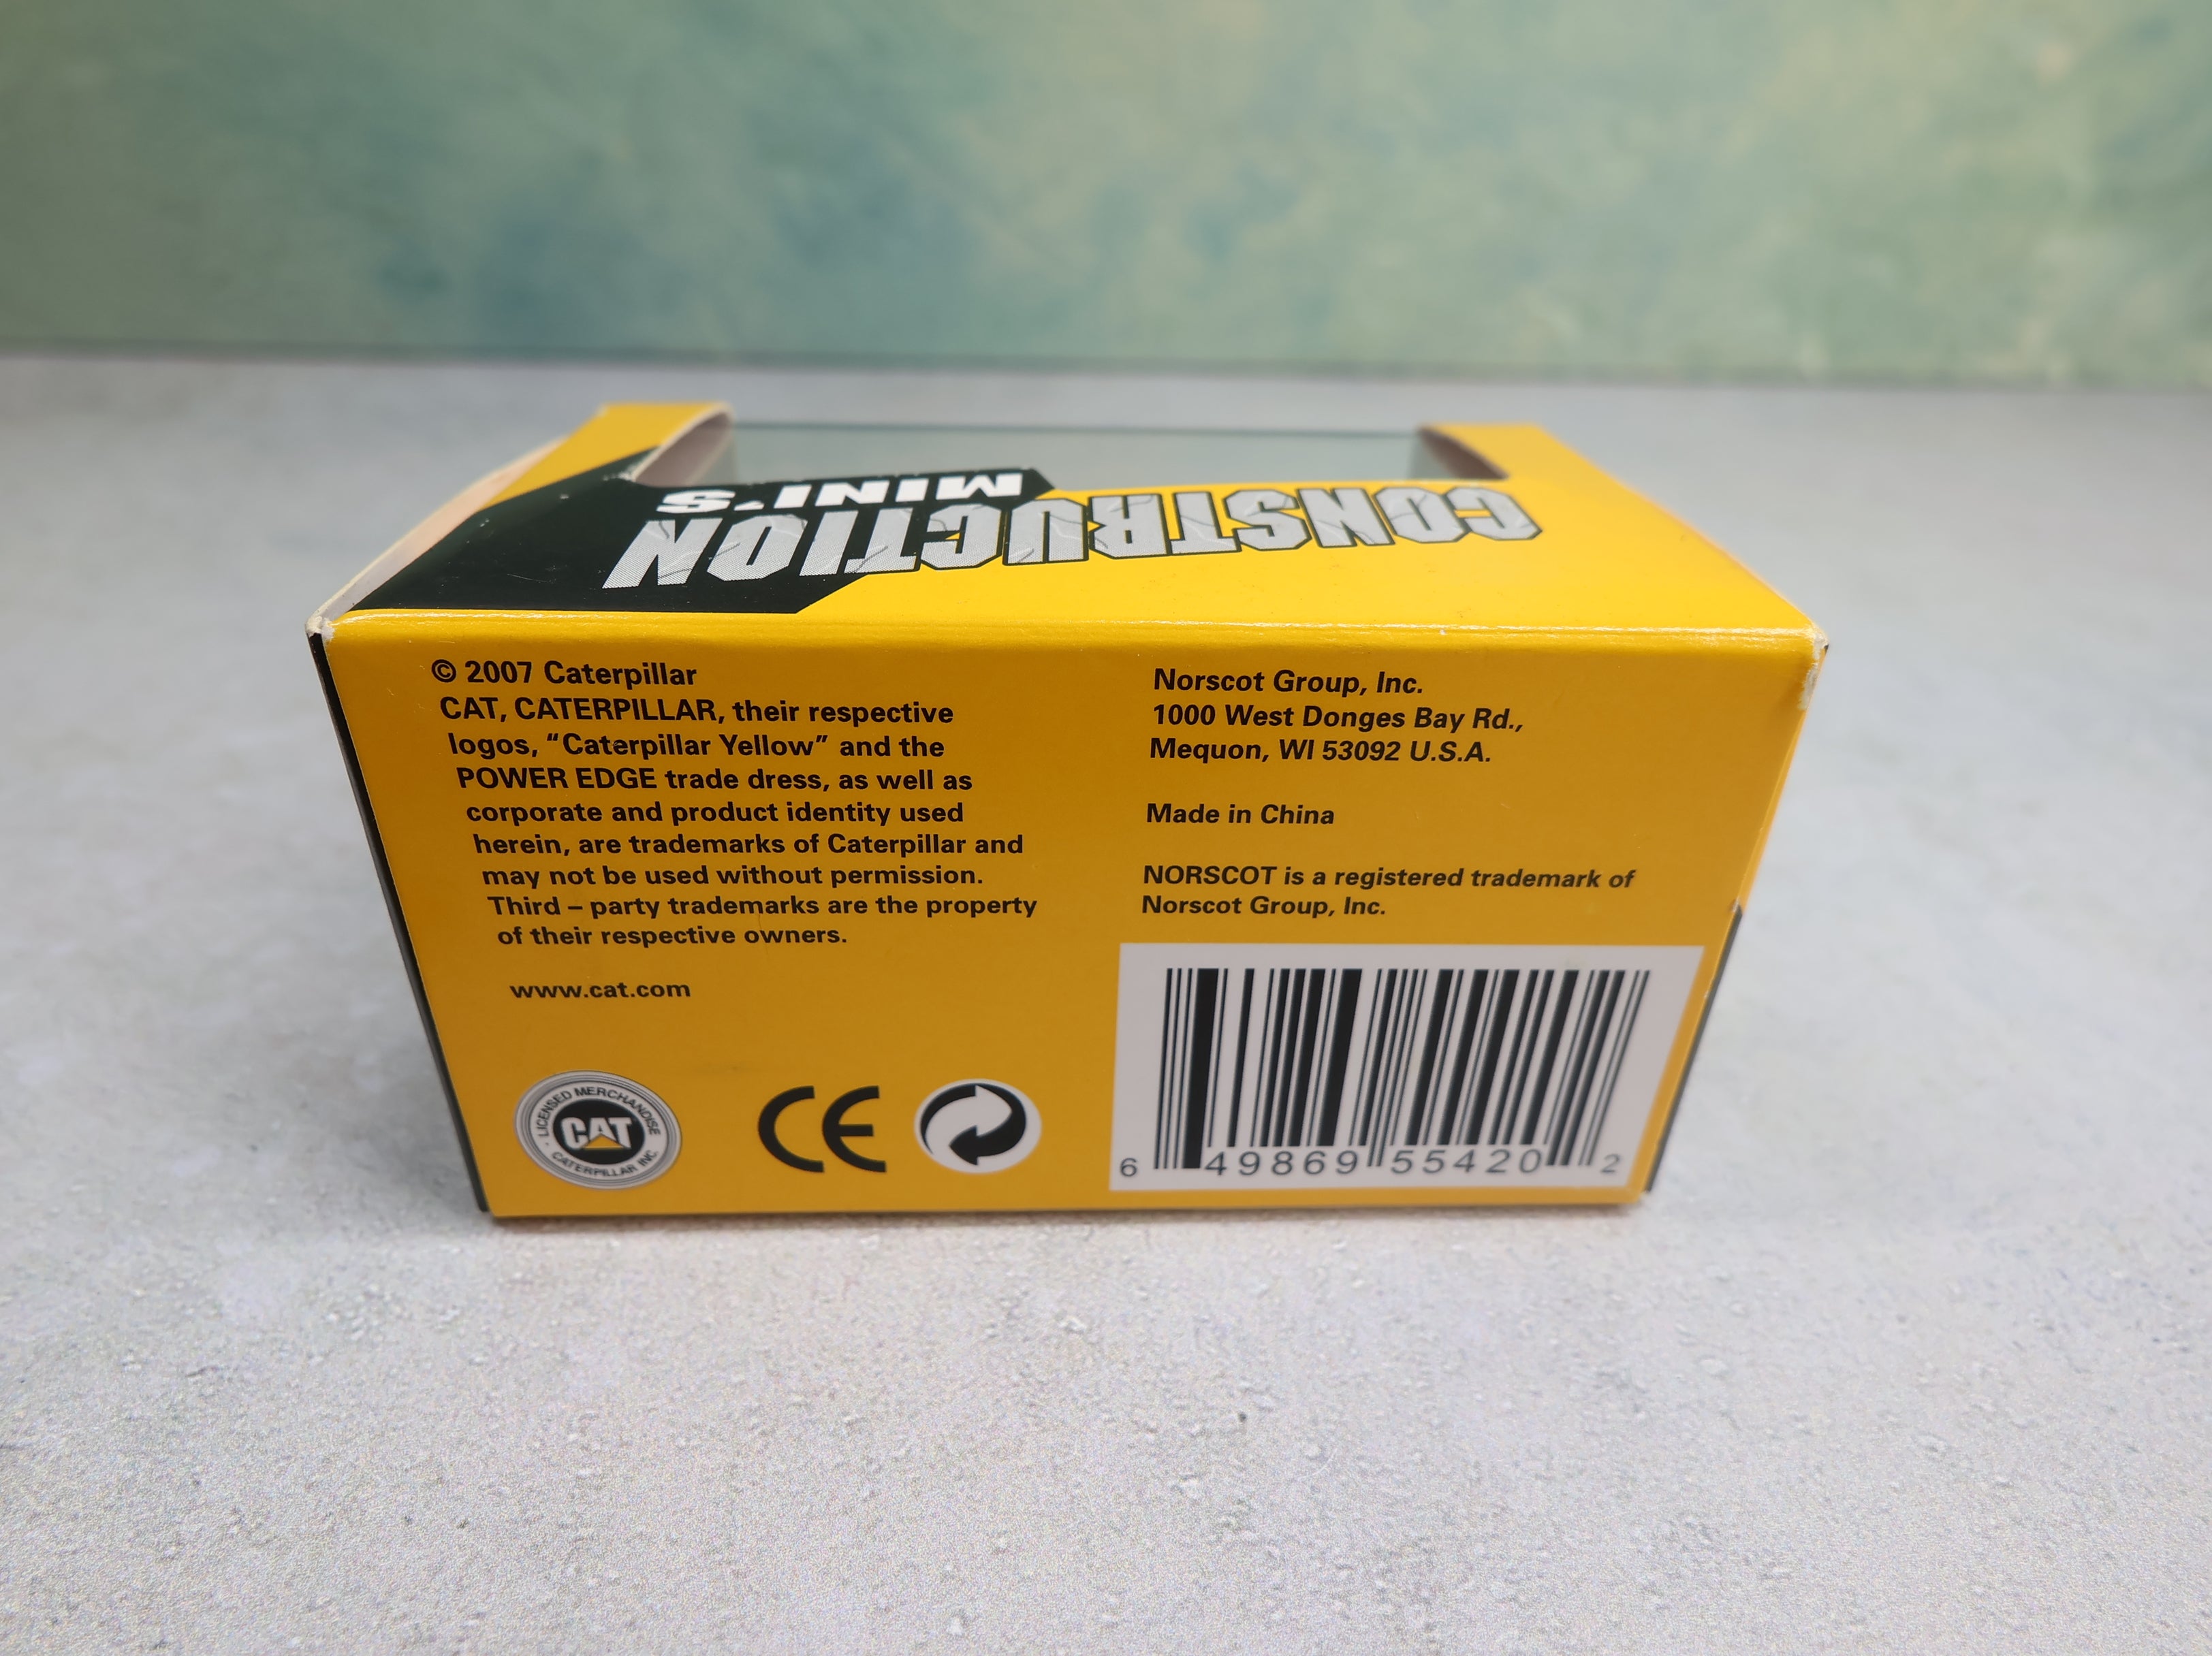 CONSTRUCTION
MINI'S
© 2007 Caterpillar
CAT, CATERPILLAR, their respective
logos, “Caterpillar Yellow” and the
POWER EDGE trade dress, as well as
corporate and product identity used
herein, are trademarks of Caterpillar and
may not be used without permission.
Third – party trademarks are the property
of their respective owners.
www.cat.com
LICENSED MERCHANDISE
CAT
CATERPILLAR INC.
CE
Norscot Group, Inc.
1000 West Donges Bay Rd.,
Mequon, WI 53092 U.S.A.
Made in China
NORSCOT is a registered trademark of
Norscot Group, Inc.
6 49869 55420 2